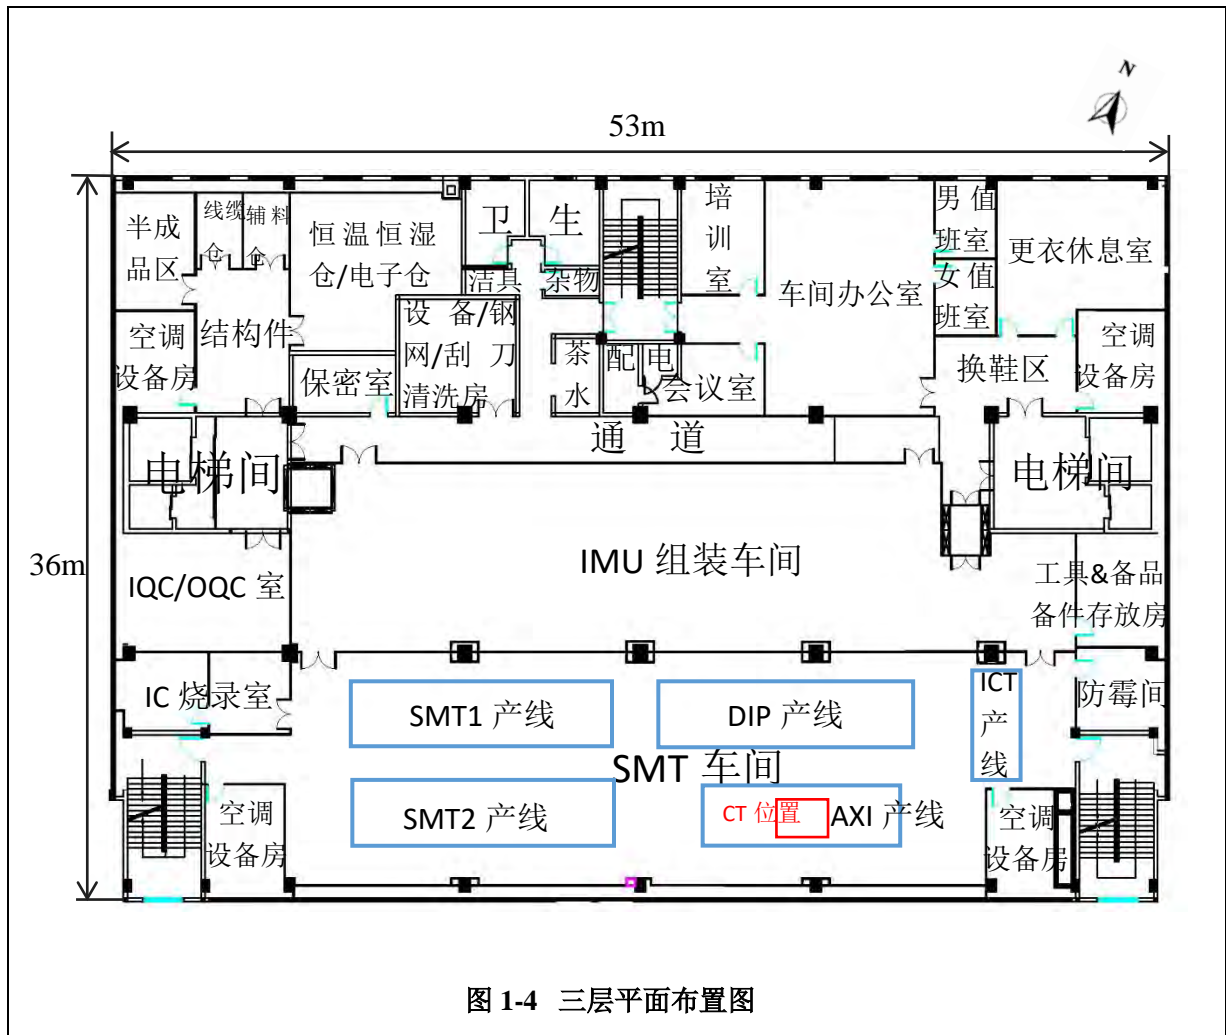 N
53m
36m
半成
品区
线缆
仓
辅料
仓
恒温恒湿
仓/电子仓
卫
生
洁具
杂物
培
训
室
车间办公室
男值
班室
女值
班室
更衣休息室
空调
设备房
结构件
保密室
设 备/钢
网/刮 刀
清洗房
茶
水
配
电
会议室
换鞋区
空调
设备房
通 道
电梯间
电梯间
IQC/OQC 室
IMU 组装车间
工具&备品
备件存放房
IC 烧录室
SMT1 产线
DIP 产线
ICT
产
线
防霉间
SMT 车间
空调
设备房
SMT2 产线
CT 位置
AXI 产线
空调
设备房
图 1-4 三层平面布置图